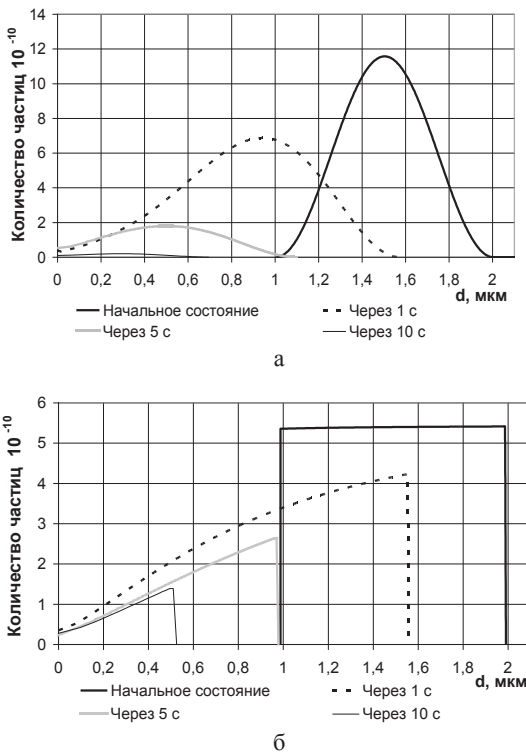 Количество частиц 10 -10
14
12
10
8
6
4
2
0
0 0,2 0,4 0,6 0,8 1 1,2 1,4 1,6 1,8 2
d, мкм
Начальное состояние Через 1 с
Через 5 с Через 10 с
а
Количество частиц 10 -10
6
5
4
3
2
1
0
0 0,2 0,4 0,6 0,8 1 1,2 1,4 1,6 1,8 2
d, мкм
Начальное состояние Через 1 с
Через 5 с Через 10 с
б